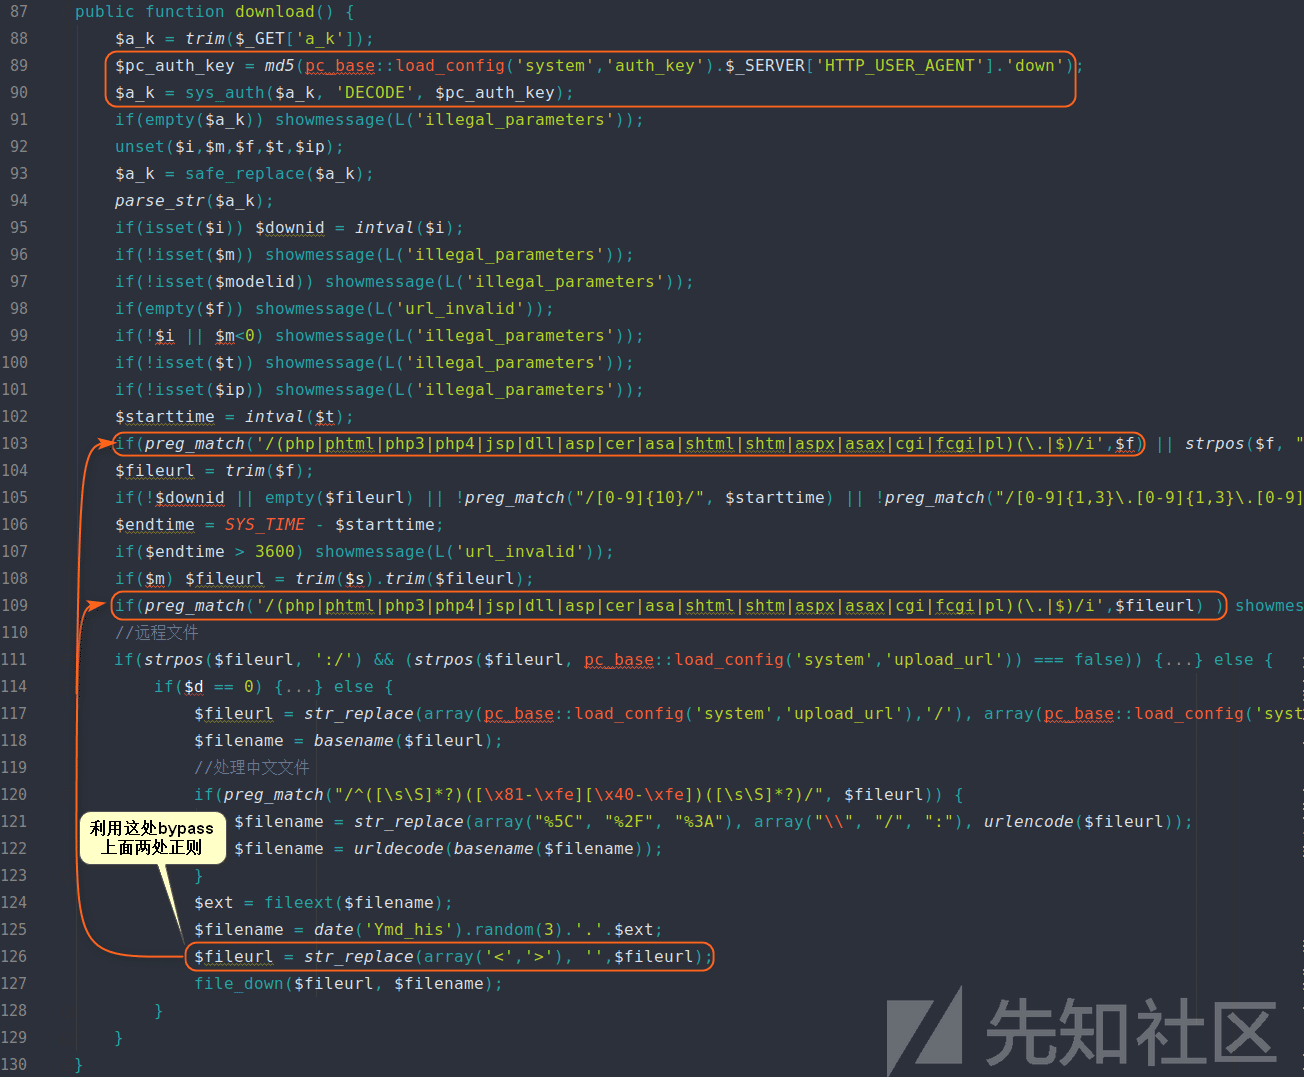 87 public function download() {
88 $a_k = trim($_GET['a_k']);
89 $pc_auth_key = md5(pc_base::load_config('system','auth_key').$_SERVER['HTTP_USER_AGENT'].'down');
90 $a_k = sys_auth($a_k, 'DECODE', $pc_auth_key);
91 if(empty($a_k)) showmessage(L('illegal_parameters'));
92 unset($i,$m,$f,$t,$ip);
93 $a_k = safe_replace($a_k);
94 parse_str($a_k);
95 if(isset($i)) $downid = intval($i);
96 if(!isset($m)) showmessage(L('illegal_parameters'));
97 if(!isset($modelid)) showmessage(L('illegal_parameters'));
98 if(empty($f)) showmessage(L('url_invalid'));
99 if(!$i || $m<0) showmessage(L('illegal_parameters'));
100 if(!isset($t)) showmessage(L('illegal_parameters'));
101 if(!isset($ip)) showmessage(L('illegal_parameters'));
102 $starttime = intval($t);
103 if(preg_match('/(php|phtml|php3|php4|jsp|dll|asp|cer|asa|shtml|shtm|aspx|asax|cgi|fcgi|pl)(\.|$)/i',$f) || strpos($f, "
104 $fileurl = trim($f);
105 if(!$downid || empty($fileurl) || !preg_match("/[0-9]{10}/", $starttime) || !preg_match("/[0-9]{1,3}\.[0-9]{1,3}\.[0-9]
106 $endtime = SYS_TIME - $starttime;
107 if($endtime > 3600) showmessage(L('url_invalid'));
108 if($m) $fileurl = trim($s).trim($fileurl);
109 if(preg_match('/(php|phtml|php3|php4|jsp|dll|asp|cer|asa|shtml|shtm|aspx|asax|cgi|fcgi|pl)(\.|$)/i',$fileurl) ) showmes
110 //远程文件
111 if(strpos($fileurl, ':/') && (strpos($fileurl, pc_base::load_config('system','upload_url')) === false)) {...} else {
114 if($d == 0) {...} else {
117 $fileurl = str_replace(array(pc_base::load_config('system','upload_url'),'/'), array(pc_base::load_config('syst
118 $filename = basename($fileurl);
119 //处理中文文件
120 if(preg_match("/^([\s\S]*?)([\x81-\xfe][\x40-\xfe])([\s\S]*?)/", $fileurl)) {
121 $filename = str_replace(array("%5C", "%2F", "%3A"), array("\\", "/", ":"), urlencode($fileurl));
122 $filename = urldecode(basename($filename));
123 }
124 $ext = fileext($filename);
125 $filename = date('Ymd_his').random(3).'.'.$ext;
126 $fileurl = str_replace(array('<','>'), '',$fileurl);
127 file_down($fileurl, $filename);
128 }
129 }
130 }
利用这处bypass
上面两处正则
先知社区